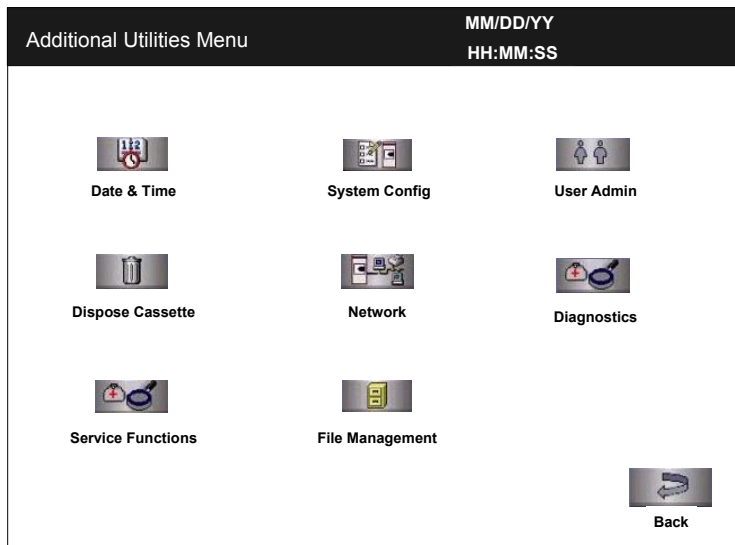 Additional Utilities Menu
MM/DD/YY
HH:MM:SS
Date & Time
System Config
User Admin
Dispose Cassette
Network
Diagnostics
Service Functions
File Management
Back